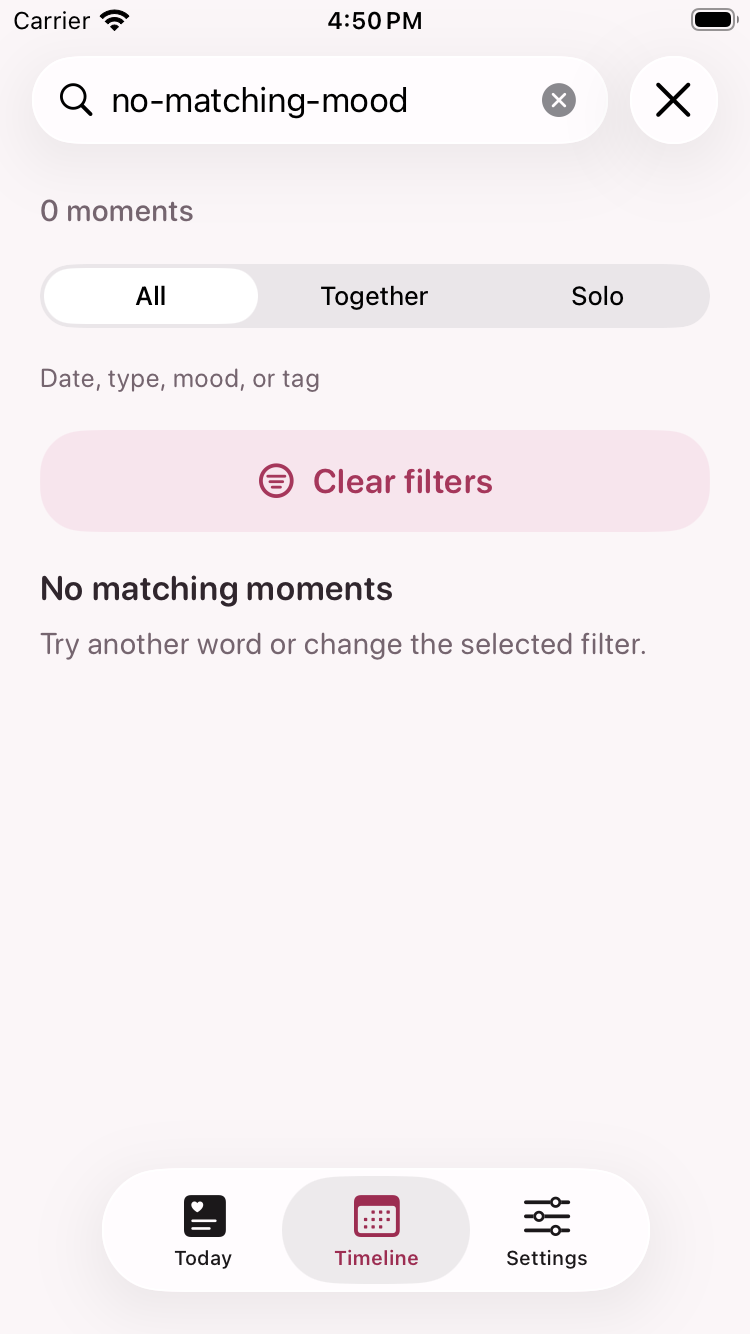 Carrier 4:50 PM
no-matching-mood
0 moments
All Together Solo
Date, type, mood, or tag
Clear filters
No matching moments
Try another word or change the selected filter.
Today Timeline Settings